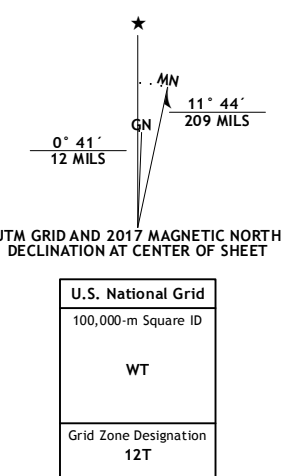 ★
MN
GN
11° 44´
209 MILS
0° 41´
12 MILS
UTM GRID AND 2017 MAGNETIC NORTH
DECLINATION AT CENTER OF SHEET
U.S. National Grid
100,000-m Square ID
WT
Grid Zone Designation
12T